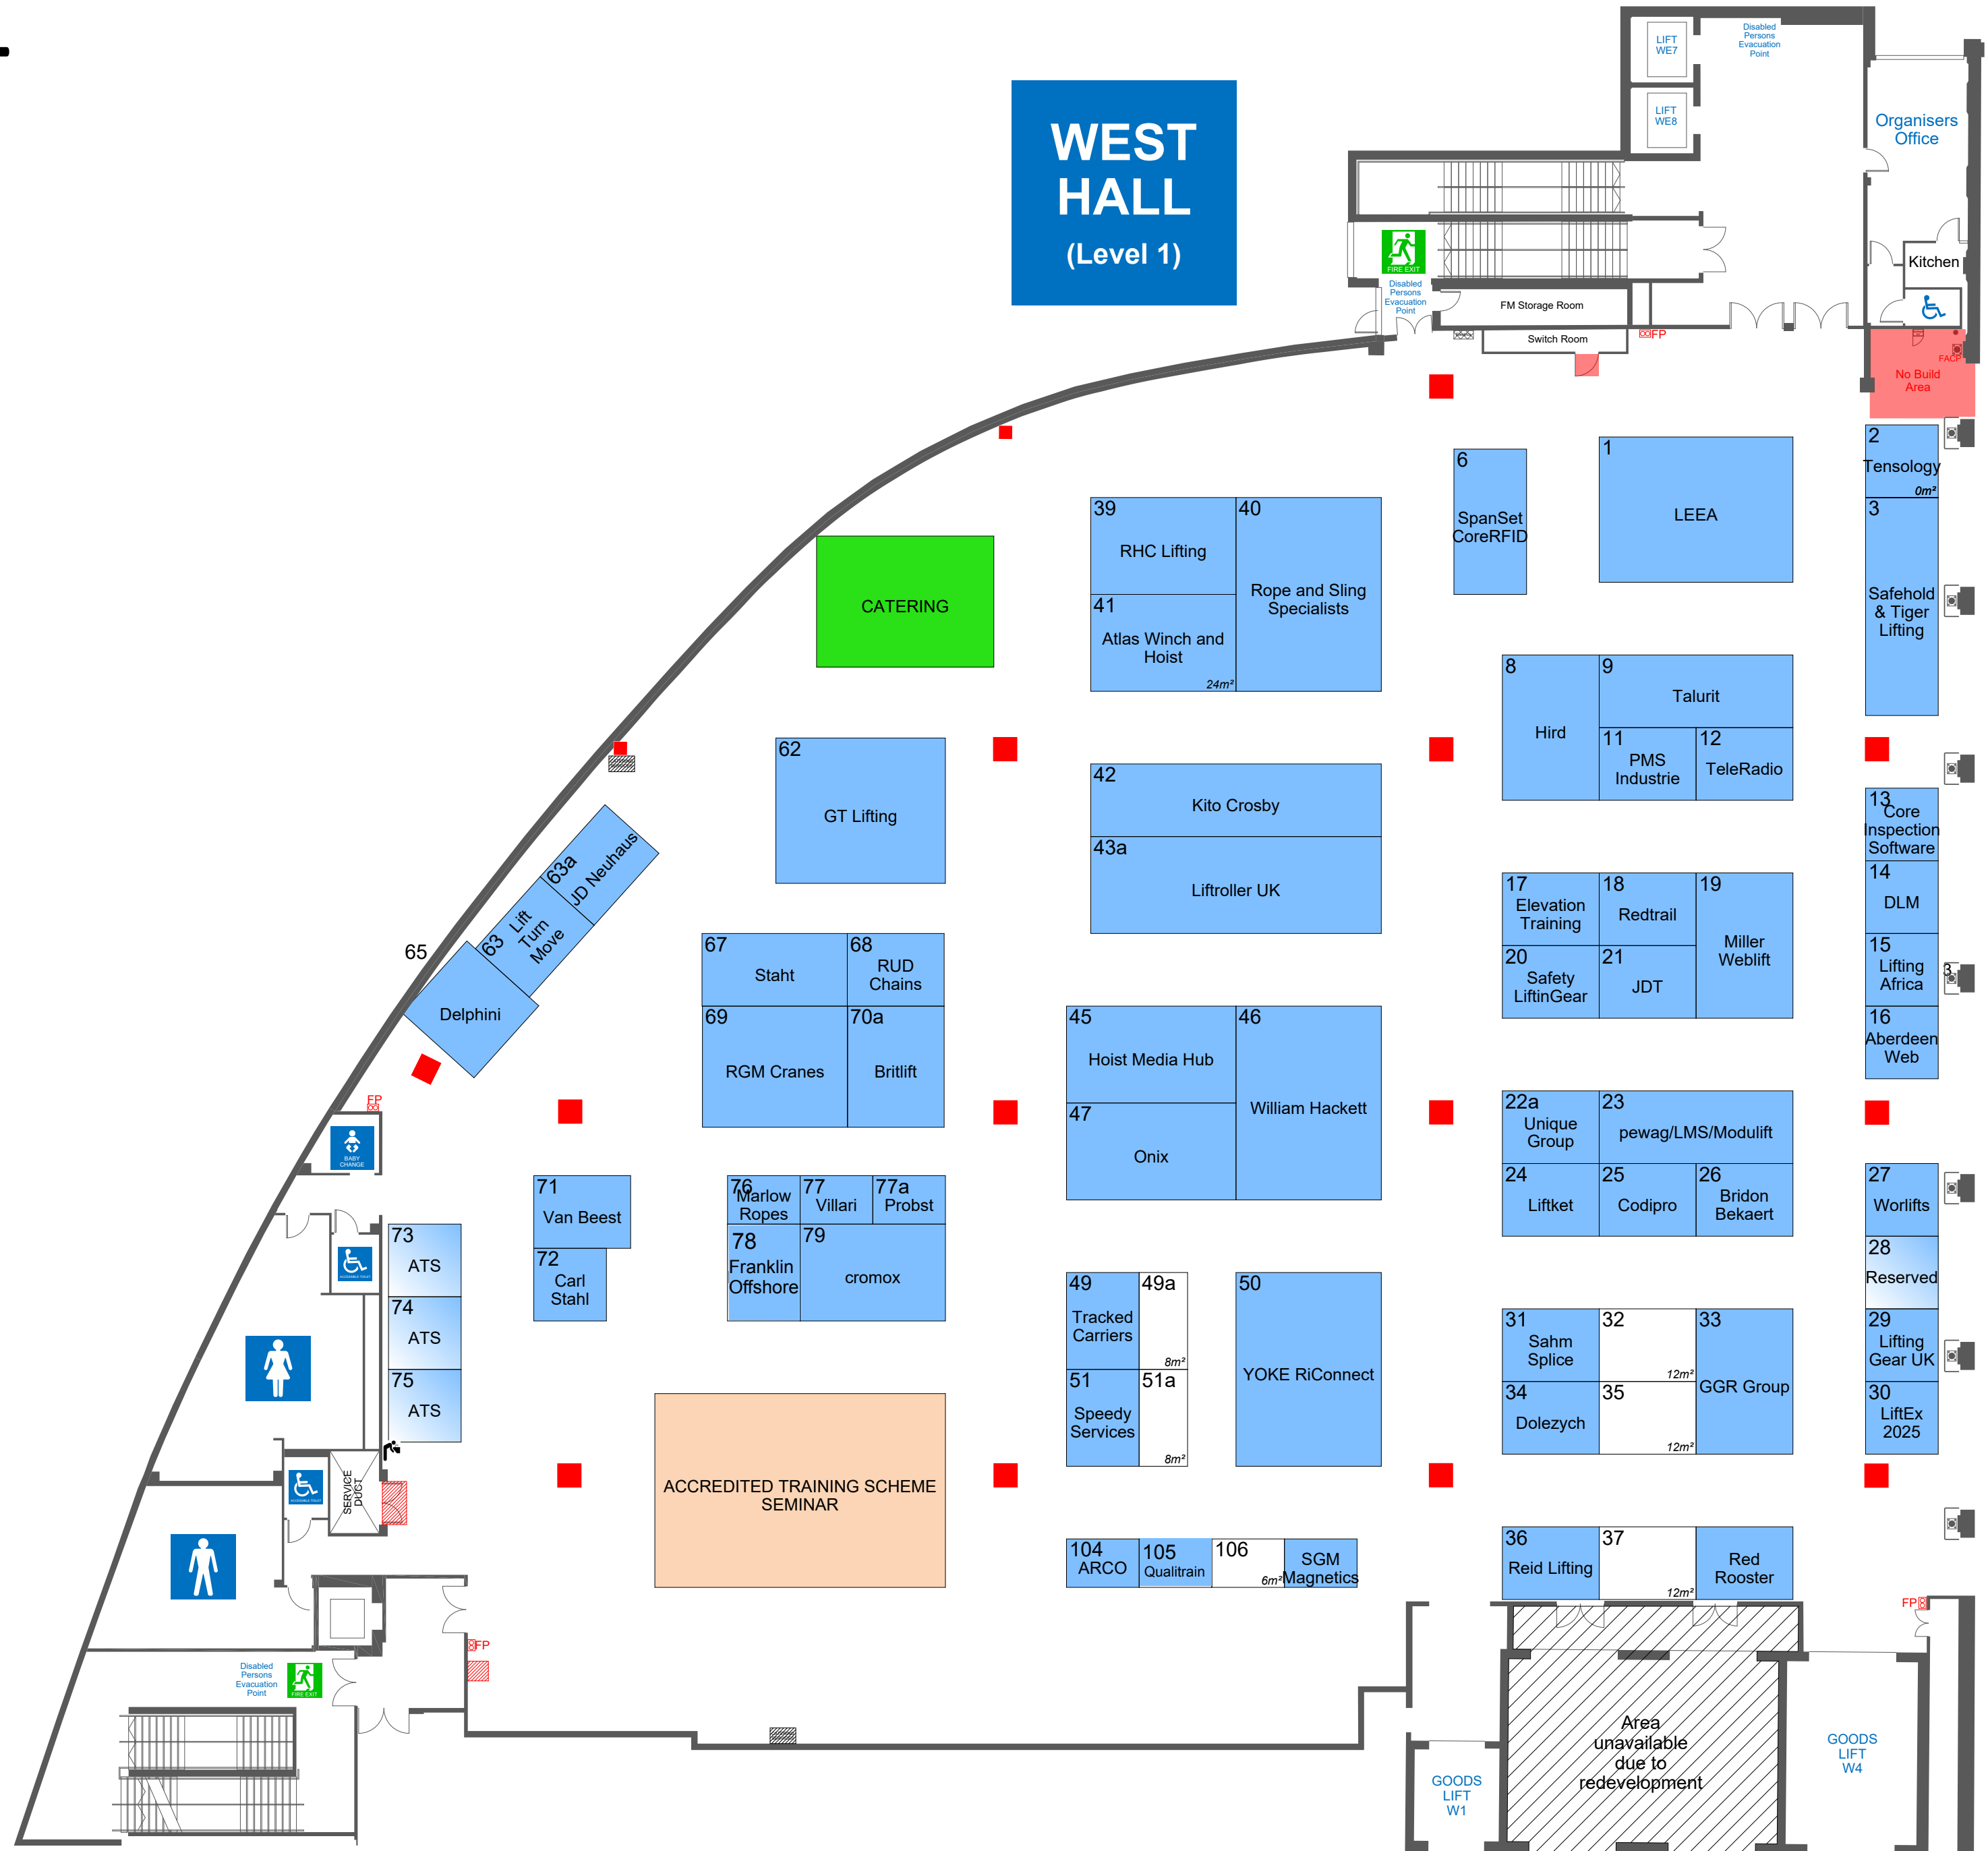 WEST
HALL
(Level 1)
LIFT
WE7
Disabled
Persons
Evacuation
Point
LIFT
WE8
Organisers
Office
FIRE EXIT
Disabled
Persons
Evacuation
Point
Kitchen
FM Storage Room
Switch Room
FP
FACP
No Build
Area
2
Tensology
0m²
3
Safehold
& Tiger
Lifting
1
LEEA
6
SpanSet
CoreRFID
39
RHC Lifting
40
Rope and Sling
Specialists
41
Atlas Winch and
Hoist
24m²
CATERING
8
Hird
9
Talurit
11
PMS
Industrie
12
TeleRadio
62
GT Lifting
42
Kito Crosby
43a
Liftroller UK
13
Core
Inspection
Software
14
DLM
15
Lifting
Africa
3
16
Aberdeen
Web
63a
JD Neuhaus
63
Lift
Turn
Move
65
Delphini
17
Elevation
Training
18
Redtrail
19
Miller
Weblift
20
Safety
LiftinGear
21
JDT
67
Staht
68
RUD
Chains
69
RGM Cranes
70a
Britlift
45
Hoist Media Hub
46
William Hackett
47
Onix
22a
Unique
Group
23
pewag/LMS/Modulift
24
Liftket
25
Codipro
26
Bridon
Bekaert
27
Worlifts
28
Reserved
29
Lifting
Gear UK
30
LiftEx
2025
FP
BABY
CHANGE
71
Van Beest
72
Carl
Stahl
76
Marlow
Ropes
77
Villari
77a
Probst
78
Franklin
Offshore
79
cromox
73
ATS
74
ATS
75
ATS
ACCESSIBLE TOILET
49
Tracked
Carriers
49a
8m²
50
YOKE RiConnect
51
Speedy
Services
51a
8m²
31
Sahm
Splice
32
12m²
33
GGR Group
34
Dolezych
35
12m²
ACCREDITED TRAINING SCHEME
SEMINAR
SERVICE
DUCT
ACCESSIBLE TOILET
104
ARCO
105
Qualitrain
106
6m²
SGM
Magnetics
36
Reid Lifting
37
12m²
Red
Rooster
FP
FP
Disabled
Persons
Evacuation
Point
FIRE EXIT
Area
unavailable
due to
redevelopment
GOODS
LIFT
W1
GOODS
LIFT
W4